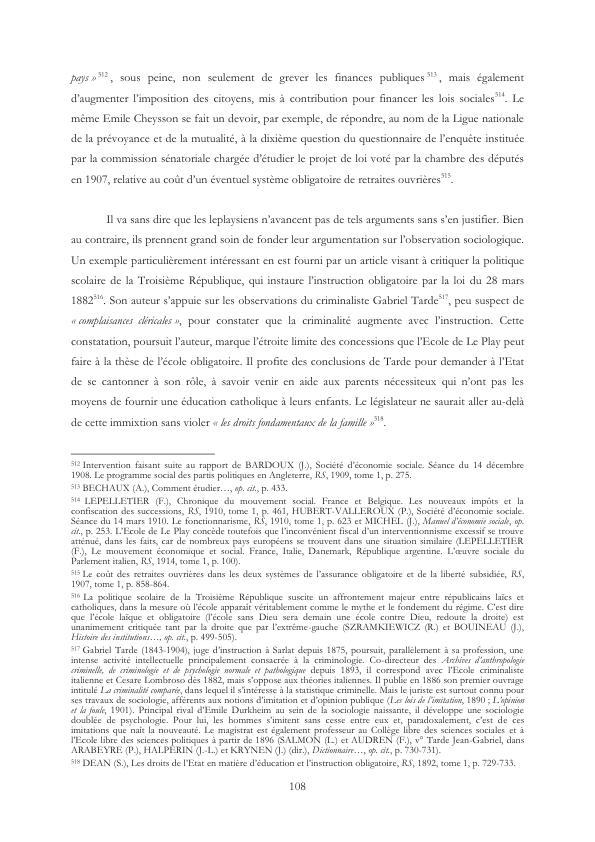 pays » 512, sous peine, non seulement de grever les finances publiques 513, mais également
d'augmenter l'imposition des citoyens, mis à contribution pour financer les lois sociales514. Le
même Emile Cheysson se fait un devoir, par exemple, de répondre, au nom de la Ligue nationale
de la prévoyance et de la mutualité, à la dixième question du questionnaire de l'enquête instituée
par la commission sénatoriale chargée d'étudier le projet de loi voté par la chambre des députés
en 1907, relative au coût d'un éventuel système obligatoire de retraites ouvrières515.
Il va sans dire que les leplaysiens n'avancent pas de tels arguments sans s'en justifier. Bien
au contraire, ils prennent grand soin de fonder leur argumentation sur l'observation sociologique.
Un exemple particulièrement intéressant en est fourni par un article visant à critiquer la politique
scolaire de la Troisième République, qui instaure l'instruction obligatoire par la loi du 28 mars
1882516. Son auteur s'appuie sur les observations du criminaliste Gabriel Tarde517, peu suspect de
« complaisances cléricales », pour constater que la criminalité augmente avec l'instruction. Cette
constatation, poursuit l'auteur, marque l'étroite limite des concessions que l'Ecole de Le Play peut
faire à la thèse de l'école obligatoire. Il profite des conclusions de Tarde pour demander à l'Etat
de se cantonner à son rôle, à savoir venir en aide aux parents nécessiteux qui n'ont pas les
moyens de fournir une éducation catholique à leurs enfants. Le législateur ne saurait aller au-delà
de cette immixtion sans violer « les droits fondamentaux de la famille »518.
512 Intervention faisant suite au rapport de BARDOUX (J.), Société d'économie sociale. Séance du 14 décembre
1908. Le programme social des partis politiques en Angleterre, RS, 1909, tome 1, p. 275.
513 BECHAUX (A.), Comment étudier…, op. cit., p. 433.
514 LEPELLETIER (F.), Chronique du mouvement social. France et Belgique. Les nouveaux impôts et la
confiscation des successions, RS, 1910, tome 1, p. 461, HUBERT-VALLEROUX (P.), Société d'économie sociale.
Séance du 14 mars 1910. Le fonctionnarisme, RS, 1910, tome 1, p. 623 et MICHEL (J.), Manuel d'économie sociale, op.
cit., p. 253. L'Ecole de Le Play concède toutefois que l'inconvénient fiscal d'un interventionnisme excessif se trouve
atténué, dans les faits, car de nombreux pays européens se trouvent dans une situation similaire (LEPELLETIER
(F.), Le mouvement économique et social. France, Italie, Danemark, République argentine. L'œuvre sociale du
Parlement italien, RS, 1914, tome 1, p. 100).
515 Le coût des retraites ouvrières dans les deux systèmes de l'assurance obligatoire et de la liberté subsidiée, RS,
1907, tome 1, p. 858-864.
516 La politique scolaire de la Troisième République suscite un affrontement majeur entre républicains laïcs et
catholiques, dans la mesure où l'école apparaît véritablement comme le mythe et le fondement du régime. C'est dire
que l'école laïque et obligatoire (l'école sans Dieu sera demain une école contre Dieu, redoute la droite) est
unanimement critiquée tant par la droite que par l'extrême-gauche (SZRAMKIEWICZ (R.) et BOUINEAU (J.),
Histoire des institutions…, op. cit., p. 499-505).
517 Gabriel Tarde (1843-1904), juge d'instruction à Sarlat depuis 1875, poursuit, parallèlement à sa profession, une
intense activité intellectuelle principalement consacrée à la criminologie. Co-directeur des Archives d'anthropologie
criminelle, de criminologie et de psychologie normale et pathologique depuis 1893, il correspond avec l'Ecole criminaliste
italienne et Cesare Lombroso dès 1882, mais s'oppose aux théories italiennes. Il publie en 1886 son premier ouvrage
intitulé La criminalité comparée, dans lequel il s'intéresse à la statistique criminelle. Mais le juriste est surtout connu pour
ses travaux de sociologie, afférents aux notions d'imitation et d'opinion publique (Les lois de l'imitation, 1890 ; L'opinion
et la foule, 1901). Principal rival d'Emile Durkheim au sein de la sociologie naissante, il développe une sociologie
doublée de psychologie. Pour lui, les hommes s'imitent sans cesse entre eux et, paradoxalement, c'est de ces
imitations que naît la nouveauté. Le magistrat est également professeur au Collège libre des sciences sociales et à
l'Ecole libre des sciences politiques à partir de 1896 (SALMON (L.) et AUDREN (F.), v° Tarde Jean-Gabriel, dans
ARABEYRE (P.), HALPÉRIN (J.-L.) et KRYNEN (J.) (dir.), Dictionnaire…, op. cit., p. 730-731).
518 DEAN (S.), Les droits de l'Etat en matière d'éducation et l'instruction obligatoire, RS, 1892, tome 1, p. 729-733.
108